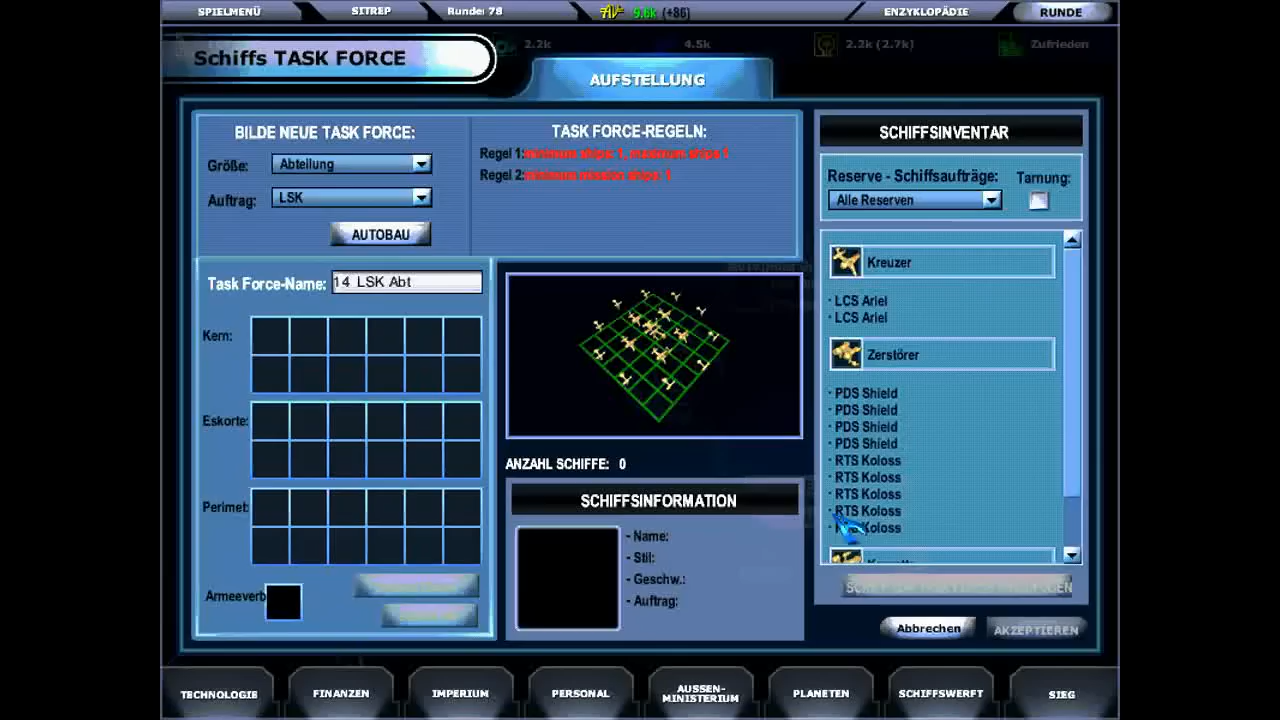 SPIELMENÜ SITREP Runde: 78 9.8k (+86) ENZYKLOPÄDIE RUNDE
2.2k 4.5k 2.2k (2.7k) Zufrieden
Schiffs TASK FORCE
AUFSTELLUNG
BILDE NEUE TASK FORCE:
Größe: Abteilung
Auftrag: LSK
AUTOBAU
TASK FORCE-REGELN:
Regel 1:minimum ships: 1, maximum ships 1
Regel 2:minimum mission ships: 1
SCHIFFSINVENTAR
Reserve - Schiffsaufträge: Tarnung:
Alle Reserven
Task Force-Name: 14 LSK Abt
Kern:
Eskorte:
Perimet:
Armeeverb
ANZAHL SCHIFFE: 0
SCHIFFSINFORMATION
- Name:
- Stil:
- Geschw.:
- Auftrag:
Kreuzer
· LCS Ariel
· LCS Ariel
Zerstörer
· PDS Shield
· PDS Shield
· PDS Shield
· PDS Shield
· RTS Koloss
· RTS Koloss
· RTS Koloss
· RTS Koloss
Koloss
Abbrechen AKZEPTIEREN
TECHNOLOGIE FINANZEN IMPERIUM PERSONAL AUSSEN-
MINISTERIUM PLANETEN SCHIFFSWERFT SIEG